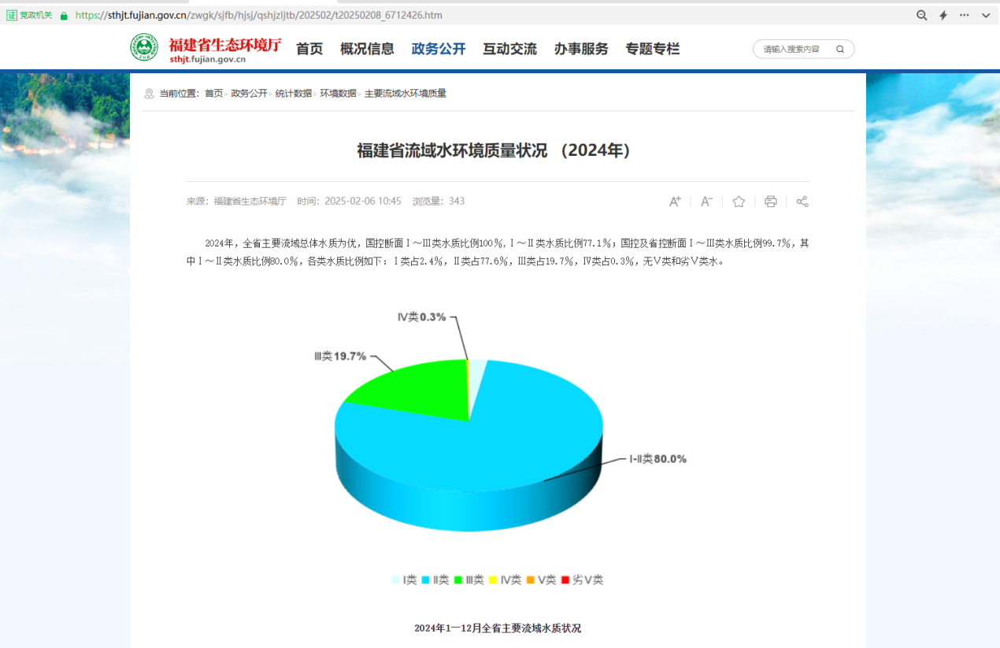 证 党政机关 https://sthjt.fujian.gov.cn/zwgk/sjfb/hjsj/qshjzljtb/202502/t20250208_6712426.htm
福建省生态环境厅
sthjt.fujian.gov.cn
首页 概况信息 政务公开 互动交流 办事服务 专题专栏
请输入搜索内容
当前位置：首页> 政务公开> 统计数据> 环境数据> 主要流域水环境质量
福建省流域水环境质量状况 （2024年）
来源：福建省生态环境厅 时间：2025-02-06 10:45 浏览量：343
A+ A-
2024年，全省主要流域总体水质为优，国控断面Ⅰ～Ⅲ类水质比例100%，Ⅰ～Ⅱ类水质比例77.1%；国控及省控断面Ⅰ～Ⅲ类水质比例99.7%，其
中Ⅰ～Ⅱ类水质比例80.0%，各类水质比例如下：Ⅰ类占2.4%，Ⅱ类占77.6%，Ⅲ类占19.7%，Ⅳ类占0.3%，无Ⅴ类和劣Ⅴ类水。
Ⅳ类0.3%
Ⅲ类19.7%
I-II类80.0%
I类 II类 III类 IV类 V类 劣V类
2024年1—12月全省主要流域水质状况